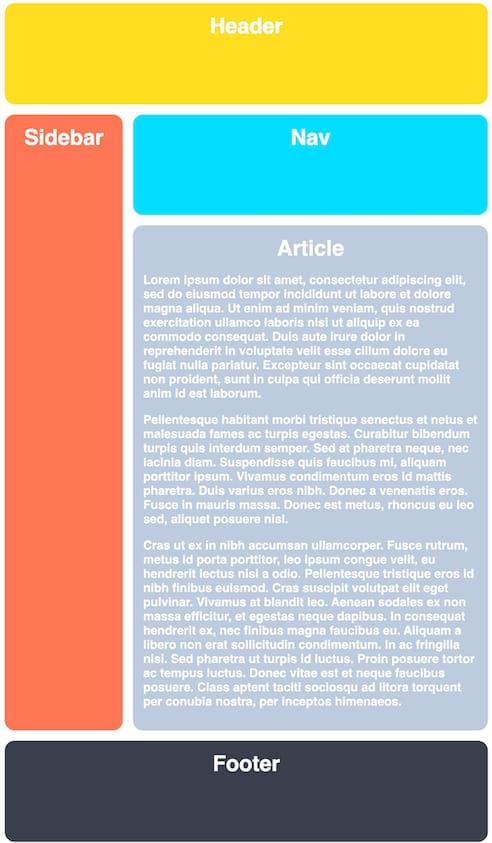 Header
Sidebar
Nav
Article
Lorem ipsum dolor sit amet, consectetur adipiscing elit,
sed do eiusmod tempor incididunt ut labore et dolore
magna aliqua. Ut enim ad minim veniam, quis nostrud
exercitation ullamco laboris nisi ut aliquip ex ea
commodo consequat. Duis aute irure dolor in
reprehenderit in voluptate velit esse cillum dolore eu
fugiat nulla pariatur. Excepteur sint occaecat cupidatat
non proident, sunt in culpa qui officia deserunt mollit
anim id est laborum.
Pellentesque habitant morbi tristique senectus et netus et
malesuada fames ac turpis egestas. Curabitur bibendum
turpis quis interdum semper. Sed at pharetra neque, nec
lacinia diam. Suspendisse quis faucibus mi, aliquam
porttitor ipsum. Vivamus condimentum eros id mattis
pharetra. Duis varius eros nibh. Donec a venenatis eros.
Fusce in mauris massa. Donec est metus, rhoncus eu leo
sed, aliquet posuere nisl.
Cras ut ex in nibh accumsan ullamcorper. Fusce rutrum,
metus id porta porttitor, leo ipsum congue velit, eu
hendrerit lectus nisi a odio. Pellentesque tristique eros id
nibh finibus euismod. Cras suscipit volutpat elit eget
pulvinar. Vivamus at blandit leo. Aenean sodales ex non
massa efficitur, et egestas neque dapibus. In consequat
hendrerit ex, nec finibus magna faucibus eu. Aliquam a
libero non erat sollicitudin condimentum. In ac fringilla
nisi. Sed pharetra ut turpis id luctus. Proin posuere tortor
ac tempus luctus. Donec vitae est et neque faucibus
posuere. Class aptent taciti sociosqu ad litora torquent
per conubia nostra, per inceptos himenaeos.
Footer